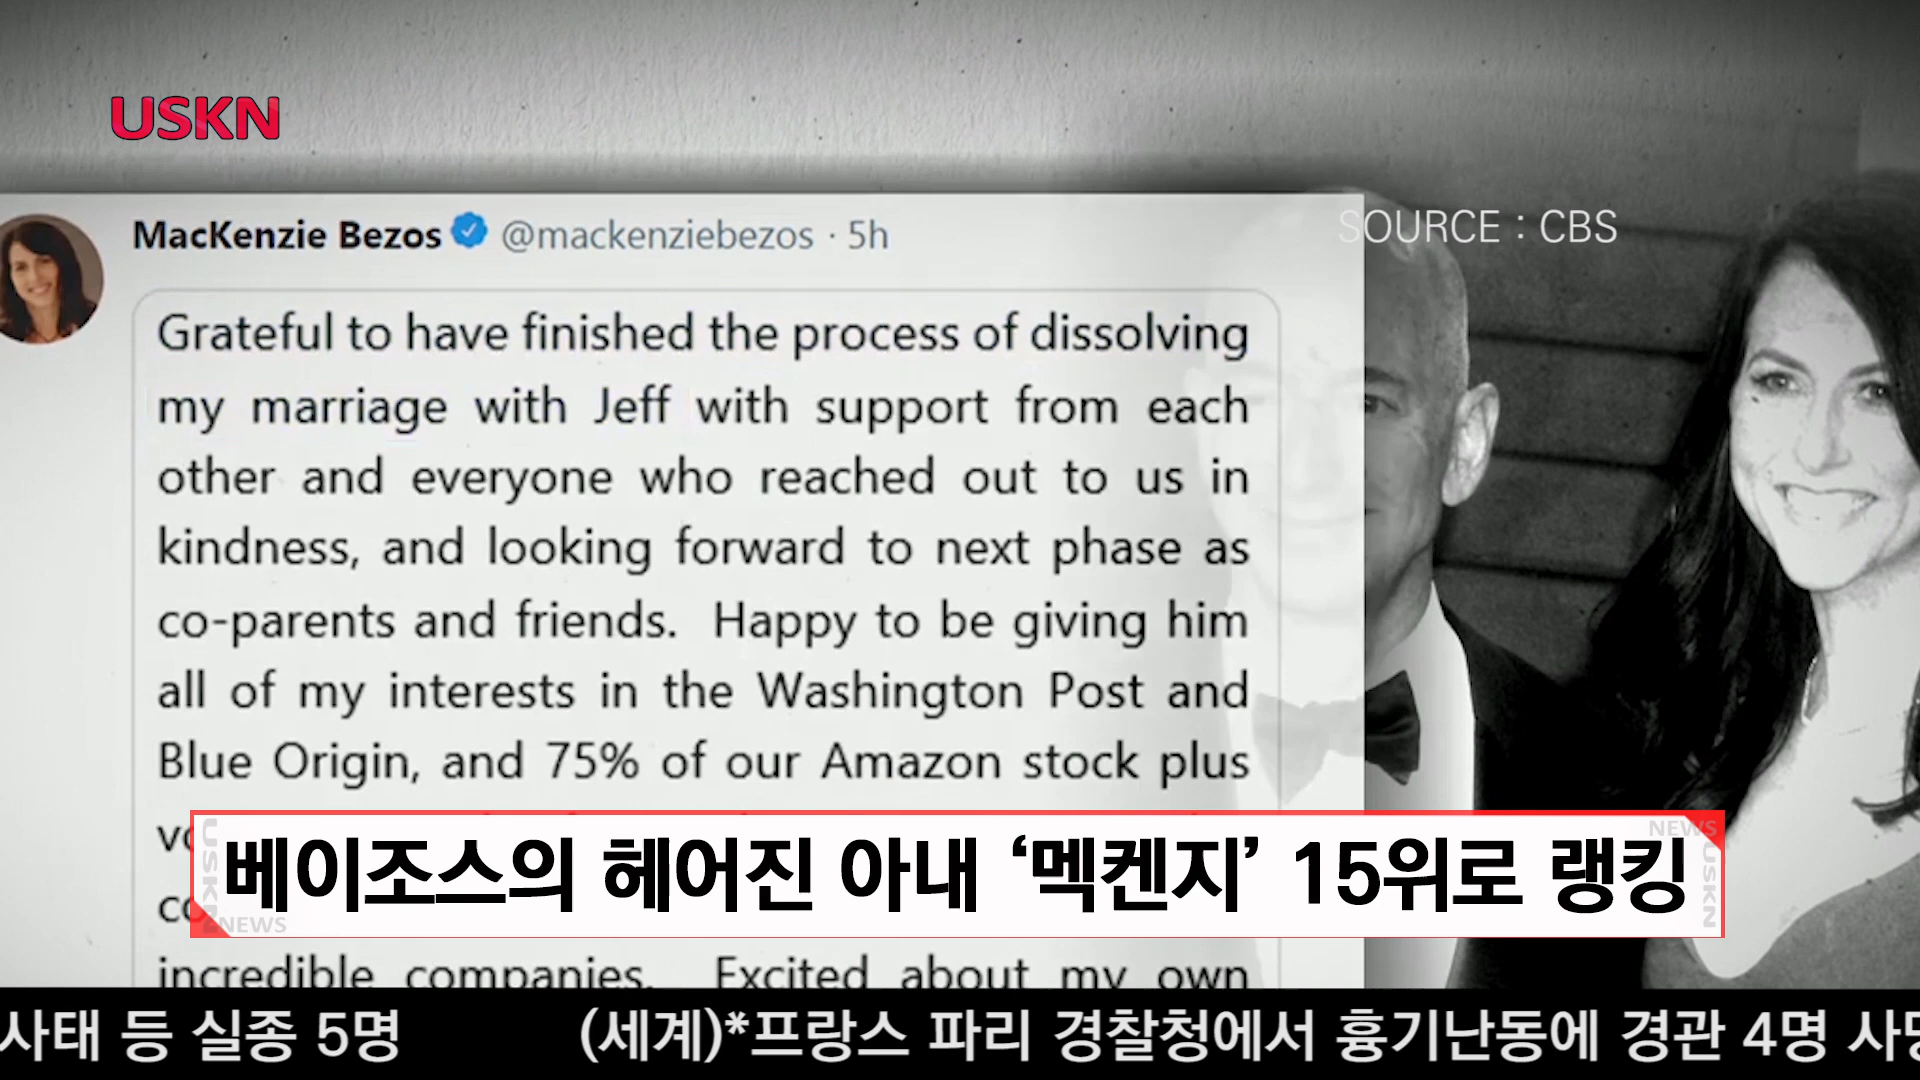 USKN
SOURCE : CBS
MacKenzie Bezos @mackenziebezos · 5h
Grateful to have finished the process of dissolving
my marriage with Jeff with support from each
other and everyone who reached out to us in
kindness, and looking forward to next phase as
co-parents and friends. Happy to be giving him
all of my interests in the Washington Post and
Blue Origin, and 75% of our Amazon stock plus
NEWS
USKN
베이조스의 헤어진 아내 ‘멕켄지’ 15위로 랭킹
USKN
NEWS
incredible companies. Excited about my own
사태 등 실종 5명 (세계)*프랑스 파리 경찰청에서 흉기난동에 경관 4명